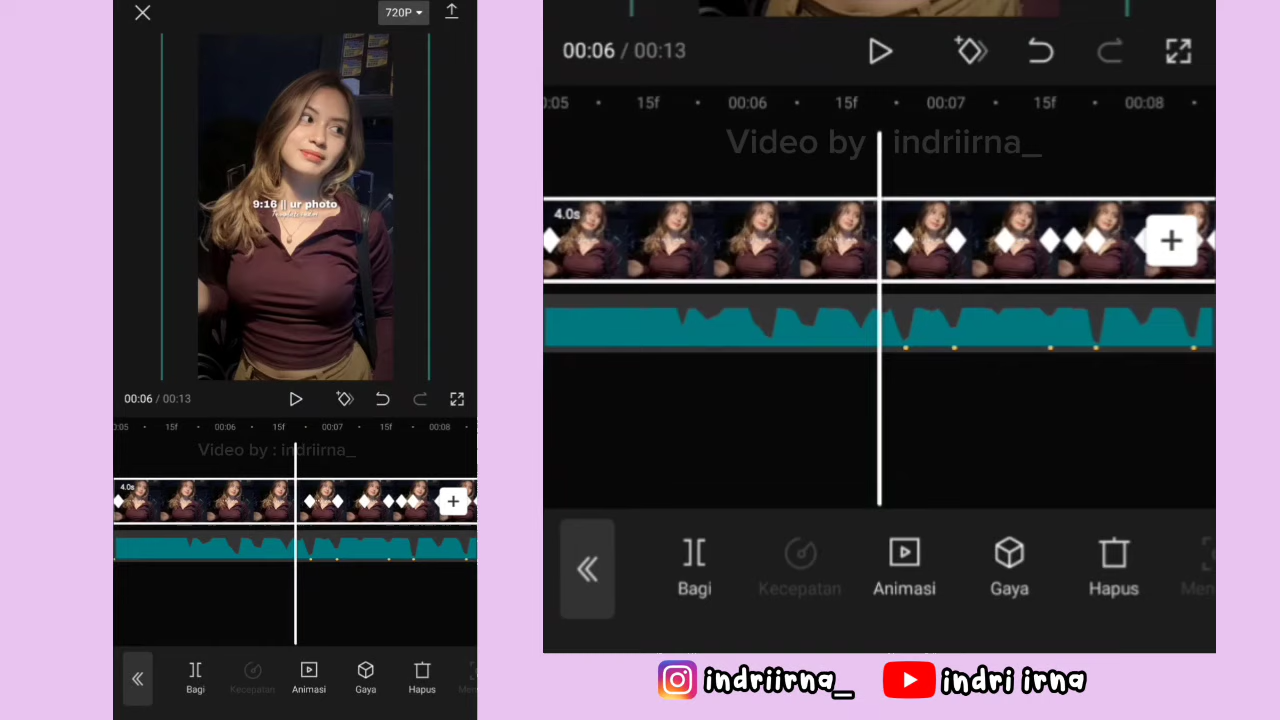 720P
9:16 || ur photo
00:06 / 00:13
:05 15f 00:06 15f 00:07 15f 00:08
Video by : indriirna_
4.0s
Bagi Kecepatan Animasi Gaya Hapus
00:06 / 00:13
:05 15f 00:06 15f 00:07 15f 00:08
Video by : indriirna_
4.0s
Bagi Kecepatan Animasi Gaya Hapus Men
indriirna_ indri irna